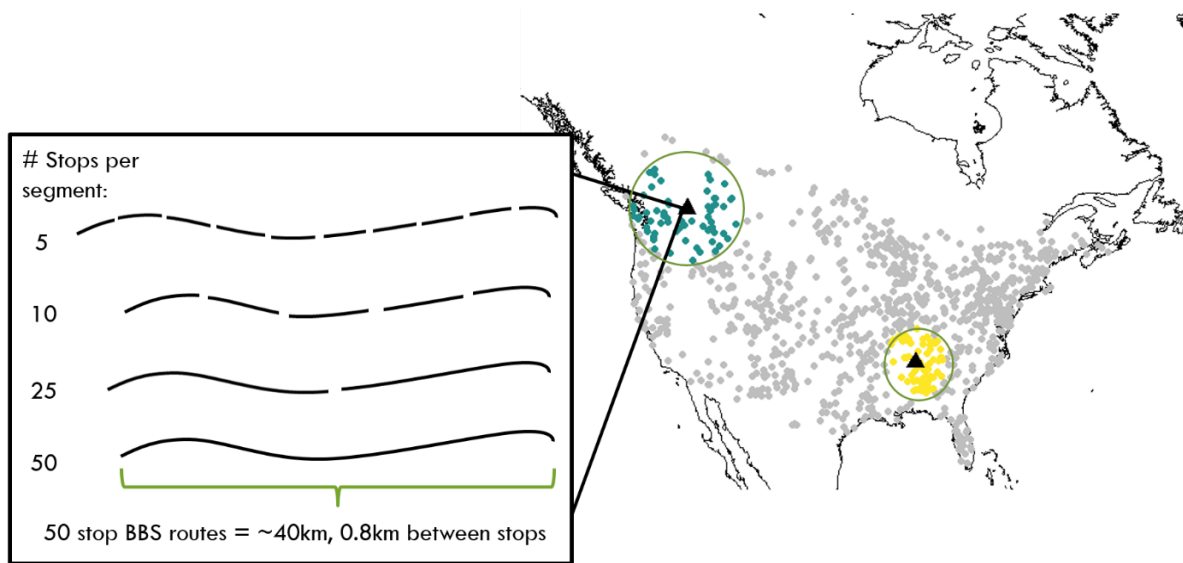 # Stops per
segment:
5
10
25
50
50 stop BBS routes = ~40km, 0.8km between stops